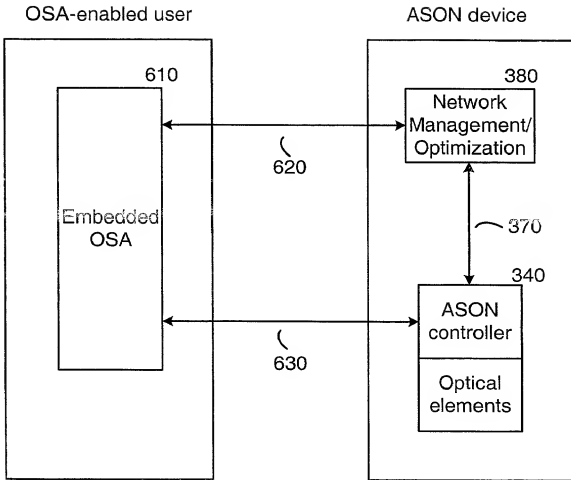 OSA-enabled user
ASON device
610
380
Network
Management/
Optimization
620
Embedded
OSA
370
340
ASON
controller
630
Optical
elements